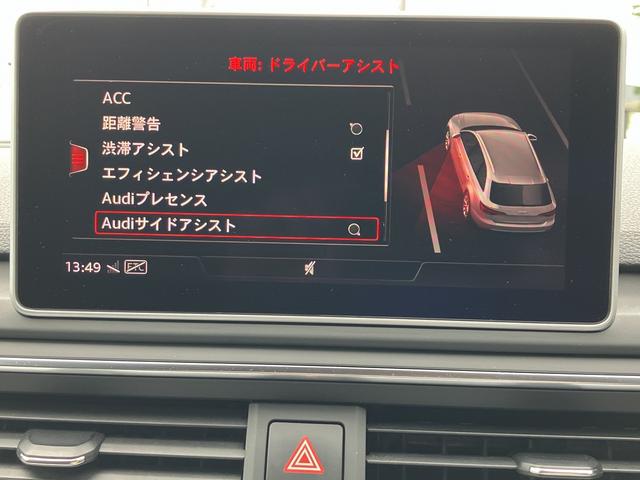 車両: ドライバーアシスト
ACC
距離警告
渋滞アシスト
エフィシェンシアシスト
Audiプレセンス
Audiサイドアシスト
13:49 ETC